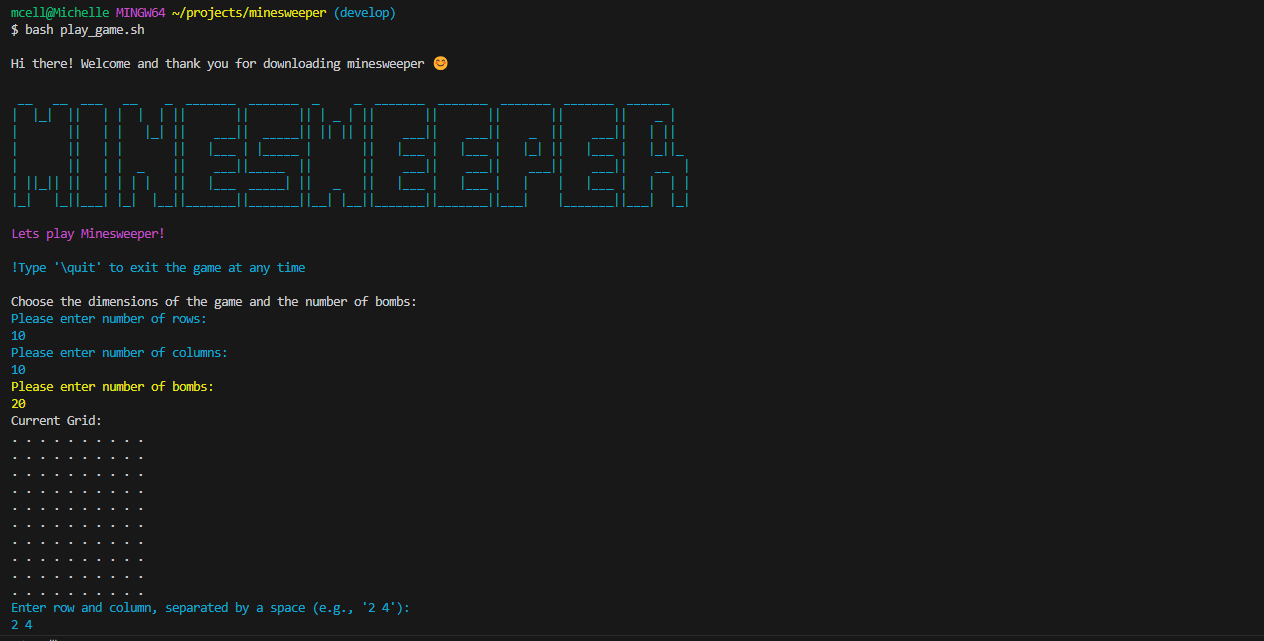 mcell@Michelle MINGW64 ~/projects/minesweeper (develop)
$ bash play_game.sh
Hi there! Welcome and thank you for downloading minesweeper 😊
MINESWEEPER
Lets play Minesweeper!
!Type '\quit' to exit the game at any time
Choose the dimensions of the game and the number of bombs:
Please enter number of rows:
10
Please enter number of columns:
10
Please enter number of bombs:
20
Current Grid:
. . . . . . . . . .
. . . . . . . . . .
. . . . . . . . . .
. . . . . . . . . .
. . . . . . . . . .
. . . . . . . . . .
. . . . . . . . . .
. . . . . . . . . .
. . . . . . . . . .
. . . . . . . . . .
Enter row and column, separated by a space (e.g., '2 4'):
2 4